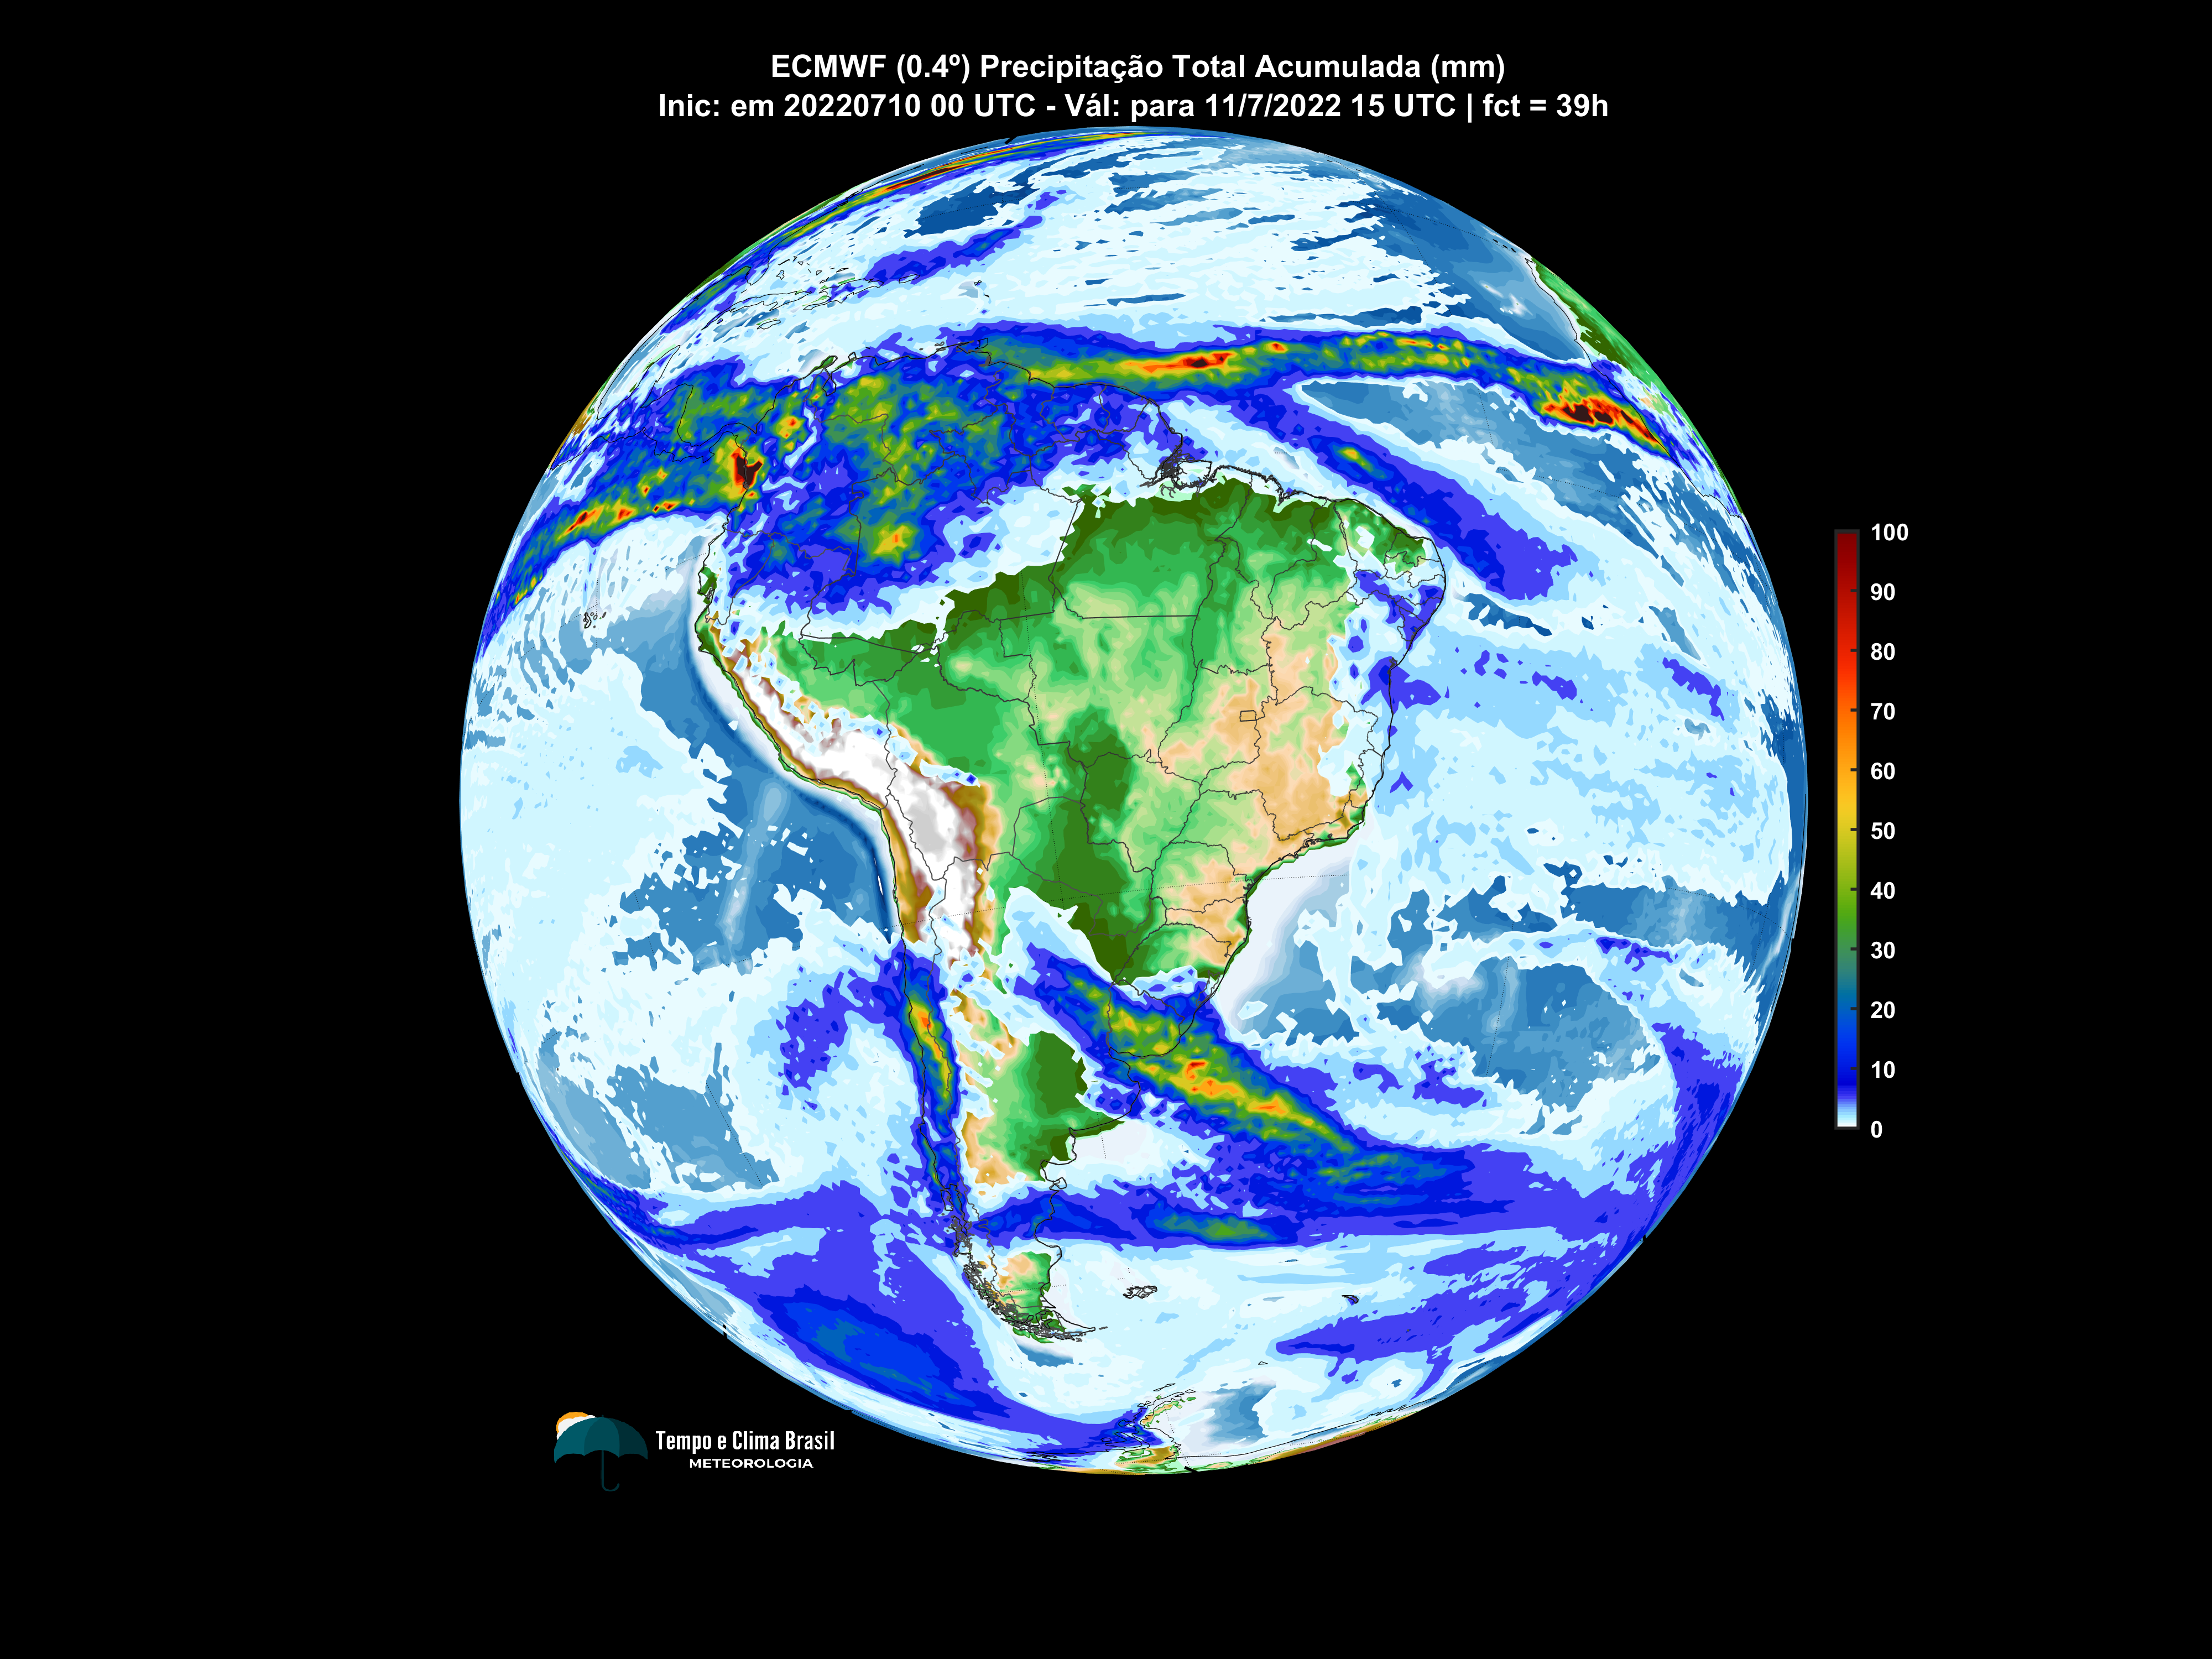 ECMWF (0.4º) Precipitação Total Acumulada (mm)
Inic: em 20220710 00 UTC - Vál: para 11/7/2022 15 UTC | fct = 39h
100
90
80
70
60
50
40
30
20
10
0
Tempo e Clima Brasil
METEOROLOGIA